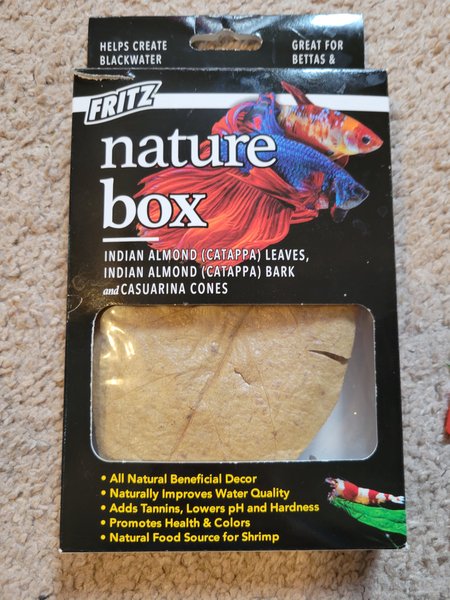 HELPS CREATE
BLACKWATER
GREAT FOR
BETTAS &
FRITZ
nature
box
INDIAN ALMOND (CATAPPA) LEAVES,
INDIAN ALMOND (CATAPPA) BARK
and CASUARINA CONES
• All Natural Beneficial Decor
• Naturally Improves Water Quality
• Adds Tannins, Lowers pH and Hardness
• Promotes Health & Colors
• Natural Food Source for Shrimp